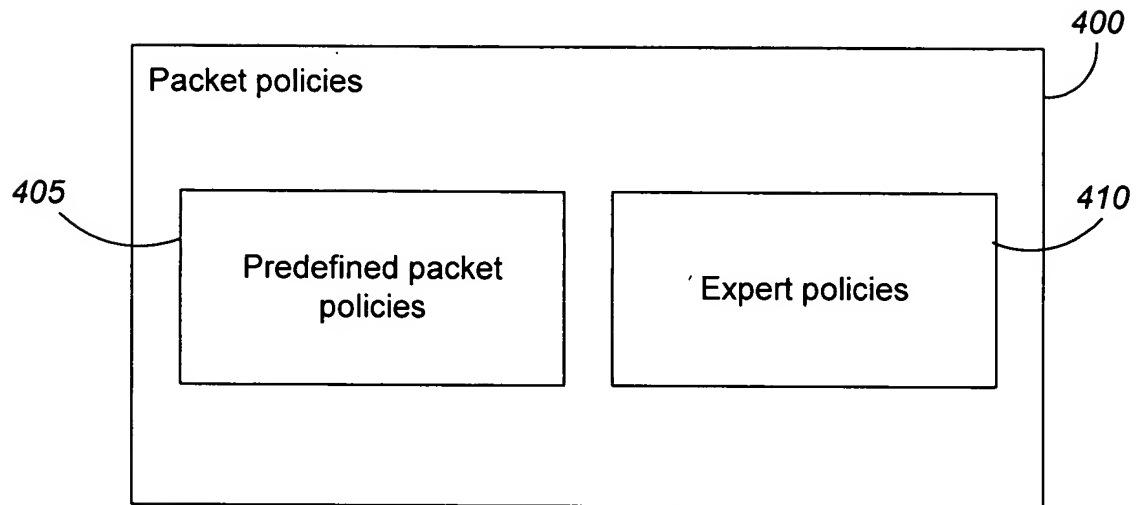 400
Packet policies
405
410
Predefined packet
policies
Expert policies